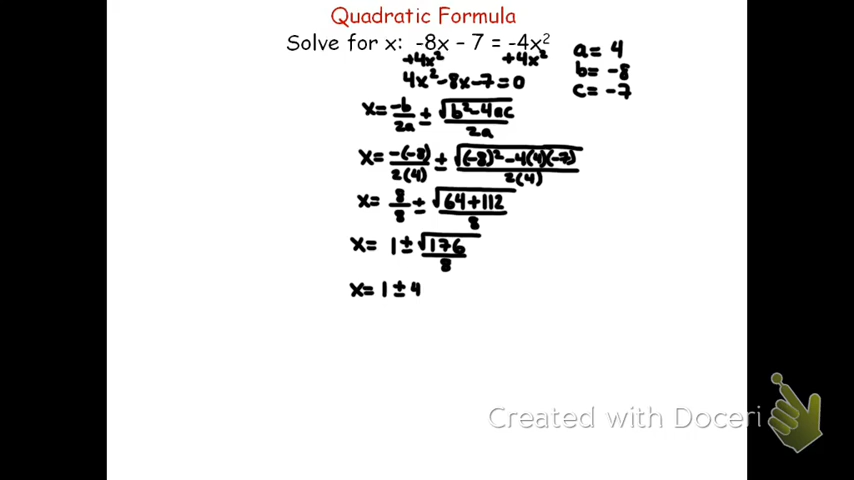 Quadratic Formula
Solve for x: -8x – 7 = -4x²
+4x² +4x²
4x²-8x-7=0
a= 4
b= -8
c= -7
x= -b/2a ± √(b²-4ac)/2a
x= -(-8)/2(4) ± √((-8)²-4(4)(-7))/2(4)
x= 8/8 ± √(64+112)/8
x= 1 ± √176/8
x= 1 ± 4
Created with Doceri